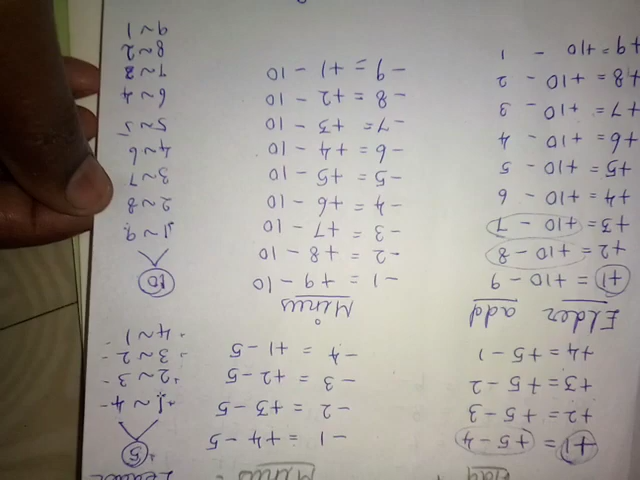 Add
+1 = +5 - 4
+2 = +5 - 3
+3 = +5 - 2
+4 = +5 - 1
Minus
-1 = +4 - 5
-2 = +3 - 5
-3 = +2 - 5
-4 = +1 - 5
5
1 ~ 4
2 ~ 3
3 ~ 2
4 ~ 1
Elder add
+1 = +10 - 9
+2 = +10 - 8
+3 = +10 - 7
+4 = +10 - 6
+5 = +10 - 5
+6 = +10 - 4
+7 = +10 - 3
+8 = +10 - 2
+9 = +10 - 1
Minus
-1 = +9 - 10
-2 = +8 - 10
-3 = +7 - 10
-4 = +6 - 10
-5 = +5 - 10
-6 = +4 - 10
-7 = +3 - 10
-8 = +2 - 10
-9 = +1 - 10
10
1 ~ 9
2 ~ 8
3 ~ 7
4 ~ 6
5 ~ 5
6 ~ 4
7 ~ 3
8 ~ 2
9 ~ 1